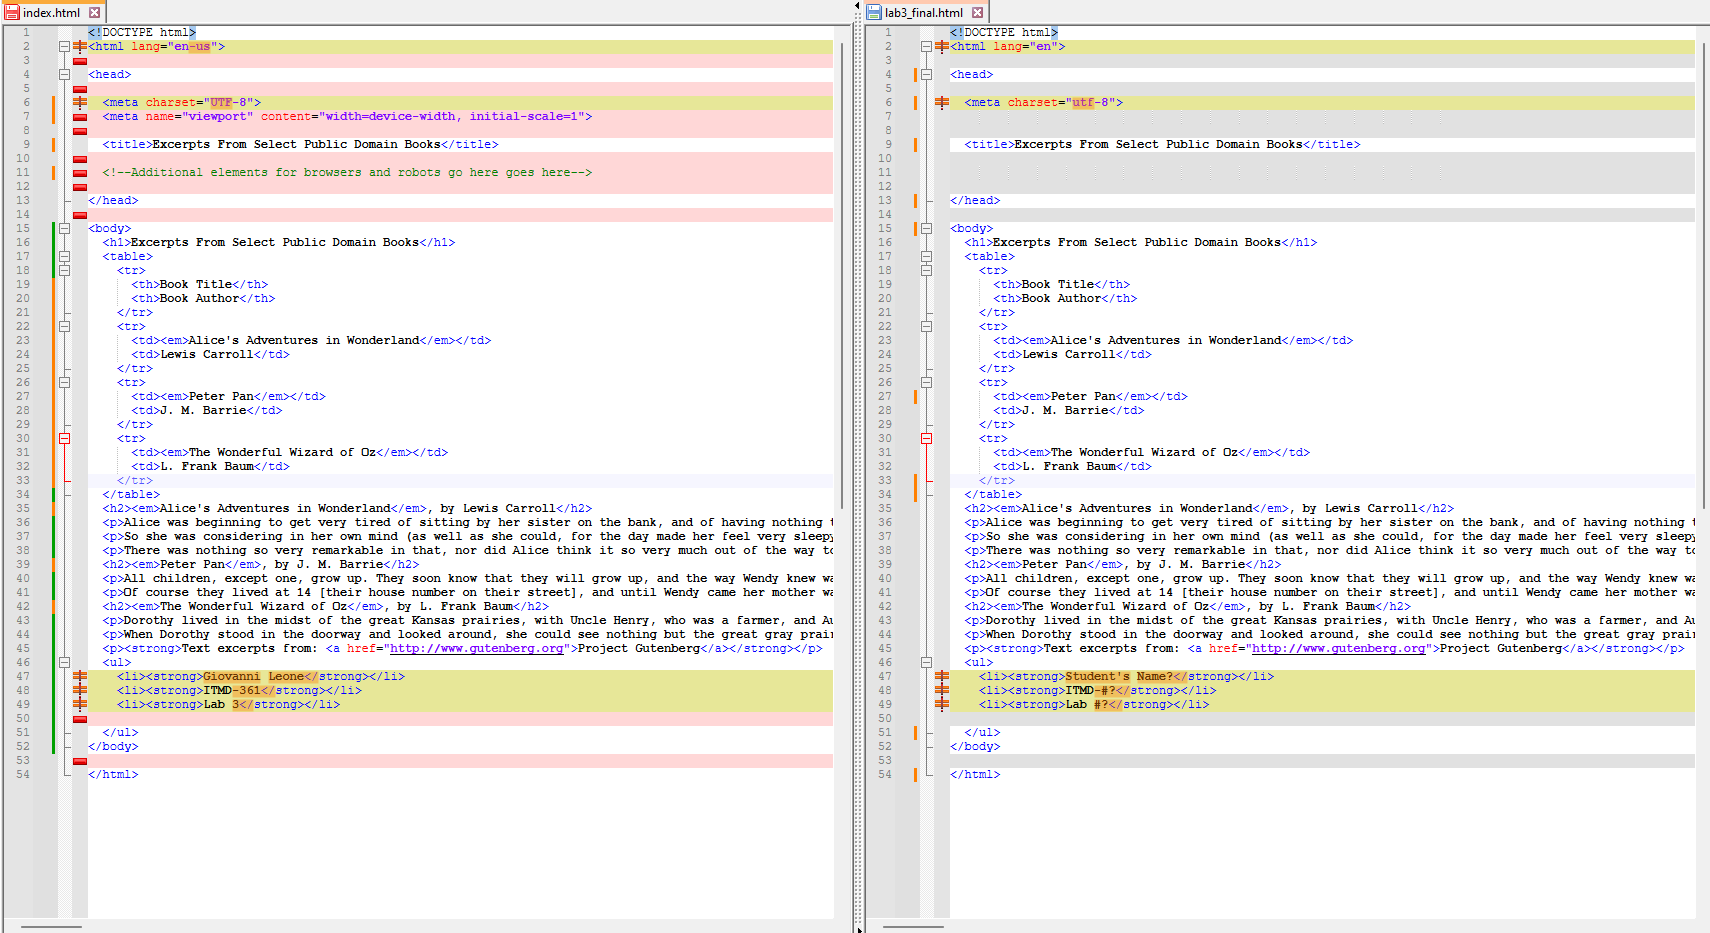 index.html
1 <!DOCTYPE html>
2 <html lang="en-us">
3
4 <head>
5
6 <meta charset="UTF-8">
7 <meta name="viewport" content="width=device-width, initial-scale=1">
8
9 <title>Excerpts From Select Public Domain Books</title>
10
11 <!--Additional elements for browsers and robots go here goes here-->
12
13 </head>
14
15 <body>
16 <h1>Excerpts From Select Public Domain Books</h1>
17 <table>
18 <tr>
19 <th>Book Title</th>
20 <th>Book Author</th>
21 </tr>
22 <tr>
23 <td><em>Alice's Adventures in Wonderland</em></td>
24 <td>Lewis Carroll</td>
25 </tr>
26 <tr>
27 <td><em>Peter Pan</em></td>
28 <td>J. M. Barrie</td>
29 </tr>
30 <tr>
31 <td><em>The Wonderful Wizard of Oz</em></td>
32 <td>L. Frank Baum</td>
33 </tr>
34 </table>
35 <h2><em>Alice's Adventures in Wonderland</em>, by Lewis Carroll</h2>
36 <p>Alice was beginning to get very tired of sitting by her sister on the bank, and of having nothing t
37 <p>So she was considering in her own mind (as well as she could, for the day made her feel very sleepy
38 <p>There was nothing so very remarkable in that, nor did Alice think it so very much out of the way to
39 <h2><em>Peter Pan</em>, by J. M. Barrie</h2>
40 <p>All children, except one, grow up. They soon know that they will grow up, and the way Wendy knew wa
41 <p>Of course they lived at 14 [their house number on their street], and until Wendy came her mother wa
42 <h2><em>The Wonderful Wizard of Oz</em>, by L. Frank Baum</h2>
43 <p>Dorothy lived in the midst of the great Kansas prairies, with Uncle Henry, who was a farmer, and Au
44 <p>When Dorothy stood in the doorway and looked around, she could see nothing but the great gray prair
45 <p><strong>Text excerpts from: <a href="http://www.gutenberg.org">Project Gutenberg</a></strong></p>
46 <ul>
47 <li><strong>Giovanni Leone</strong></li>
48 <li><strong>ITMD-361</strong></li>
49 <li><strong>Lab 3</strong></li>
50
51 </ul>
52 </body>
53
54 </html>
lab3_final.html
1 <!DOCTYPE html>
2 <html lang="en">
3
4 <head>
5
6 <meta charset="utf-8">
7
8
9 <title>Excerpts From Select Public Domain Books</title>
10
11
12
13 </head>
14
15 <body>
16 <h1>Excerpts From Select Public Domain Books</h1>
17 <table>
18 <tr>
19 <th>Book Title</th>
20 <th>Book Author</th>
21 </tr>
22 <tr>
23 <td><em>Alice's Adventures in Wonderland</em></td>
24 <td>Lewis Carroll</td>
25 </tr>
26 <tr>
27 <td><em>Peter Pan</em></td>
28 <td>J. M. Barrie</td>
29 </tr>
30 <tr>
31 <td><em>The Wonderful Wizard of Oz</em></td>
32 <td>L. Frank Baum</td>
33 </tr>
34 </table>
35 <h2><em>Alice's Adventures in Wonderland</em>, by Lewis Carroll</h2>
36 <p>Alice was beginning to get very tired of sitting by her sister on the bank, and of having nothing t
37 <p>So she was considering in her own mind (as well as she could, for the day made her feel very sleepy
38 <p>There was nothing so very remarkable in that, nor did Alice think it so very much out of the way to
39 <h2><em>Peter Pan</em>, by J. M. Barrie</h2>
40 <p>All children, except one, grow up. They soon know that they will grow up, and the way Wendy knew wa
41 <p>Of course they lived at 14 [their house number on their street], and until Wendy came her mother wa
42 <h2><em>The Wonderful Wizard of Oz</em>, by L. Frank Baum</h2>
43 <p>Dorothy lived in the midst of the great Kansas prairies, with Uncle Henry, who was a farmer, and Au
44 <p>When Dorothy stood in the doorway and looked around, she could see nothing but the great gray prair
45 <p><strong>Text excerpts from: <a href="http://www.gutenberg.org">Project Gutenberg</a></strong></p>
46 <ul>
47 <li><strong>Student's Name?</strong></li>
48 <li><strong>ITMD-#?</strong></li>
49 <li><strong>Lab #?</strong></li>
50
51 </ul>
52 </body>
53
54 </html>